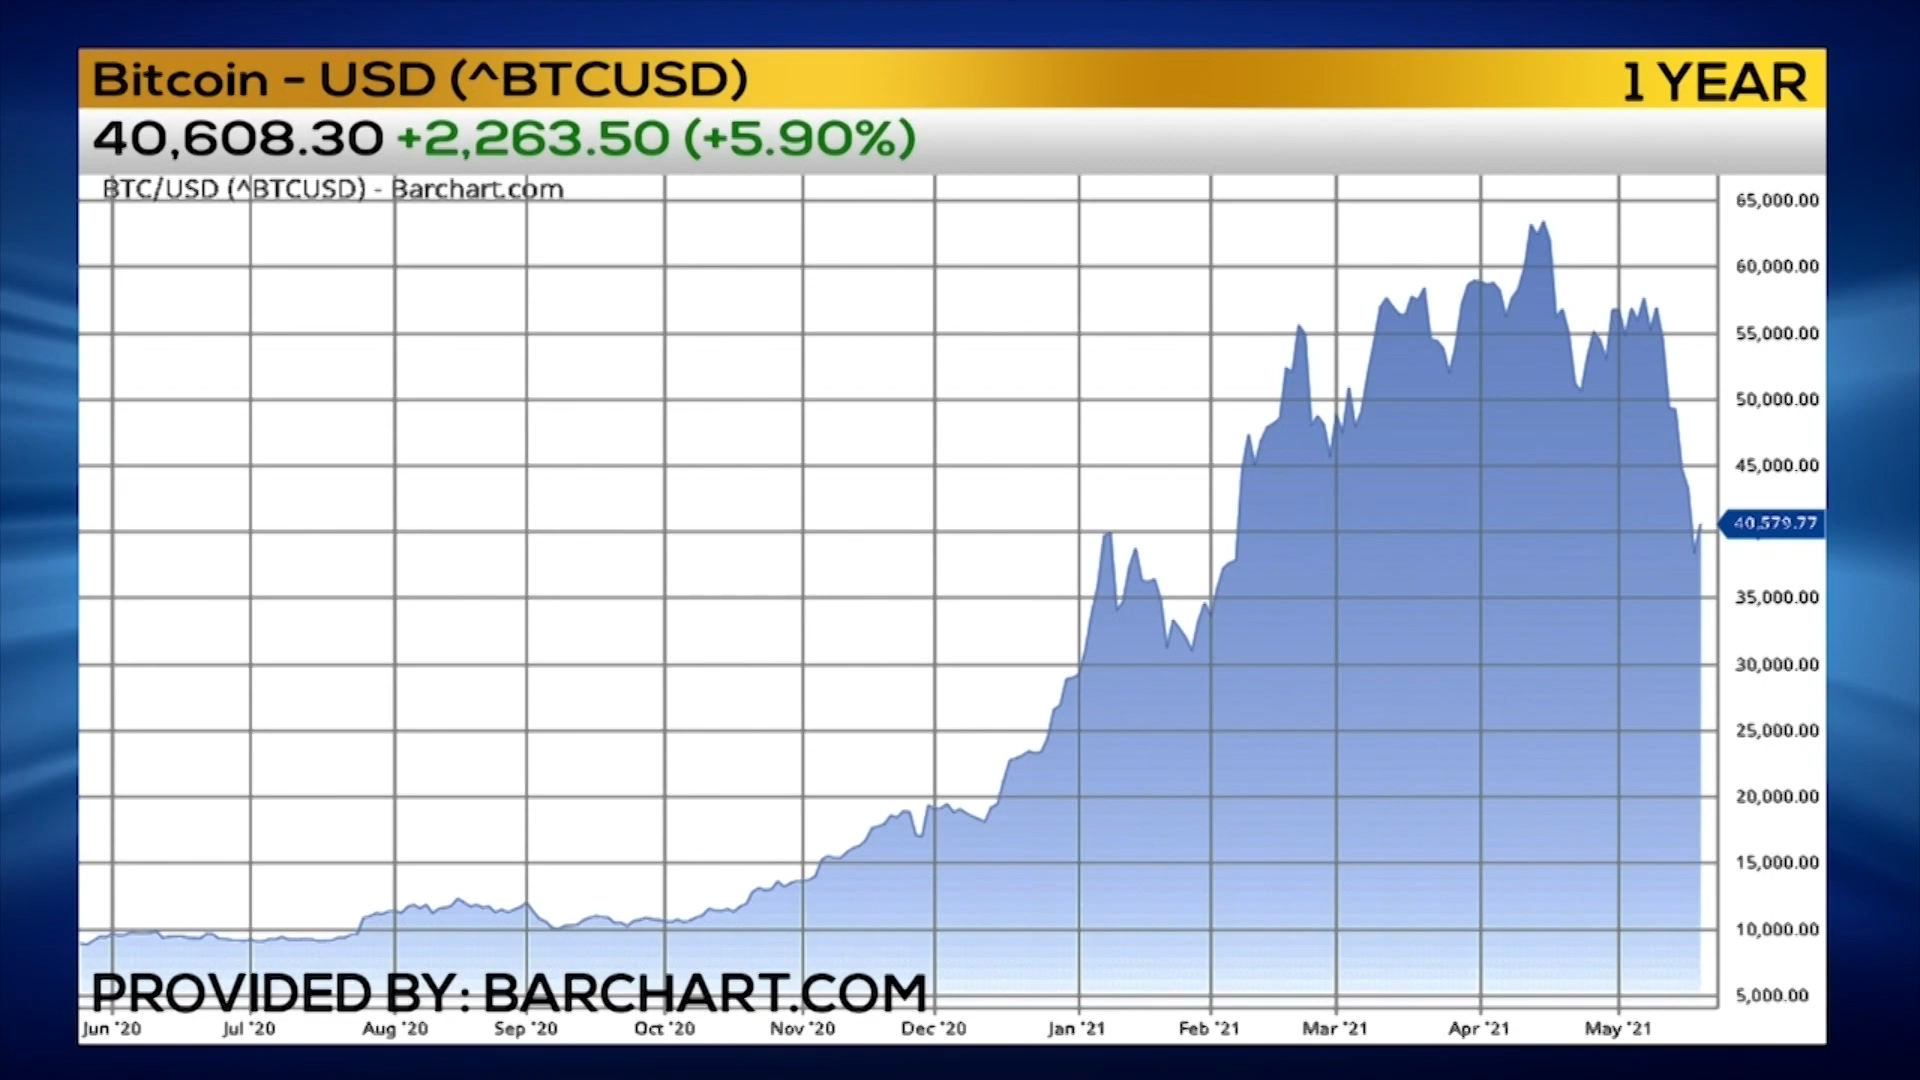 Bitcoin - USD (^BTCUSD)
1 YEAR
40,608.30 +2,263.50 (+5.90%)
BTC/USD (^BTCUSD) - Barchart.com
65,000.00
60,000.00
55,000.00
50,000.00
45,000.00
40,579.77
35,000.00
30,000.00
25,000.00
20,000.00
15,000.00
10,000.00
5,000.00
PROVIDED BY: BARCHART.COM
Jun '20 Jul '20 Aug '20 Sep '20 Oct '20 Nov '20 Dec '20 Jan '21 Feb '21 Mar '21 Apr '21 May '21